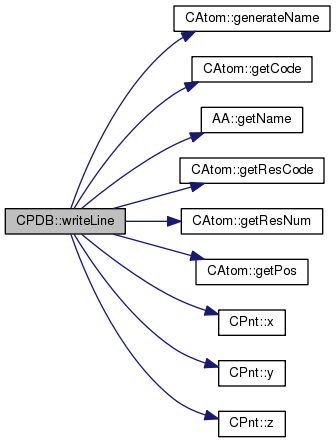 CAtom::generateName
CAtom::getCode
AA::getName
CAtom::getResCode
CPDB::writeLine
CAtom::getResNum
CAtom::getPos
CPnt::x
CPnt::y
CPnt::z